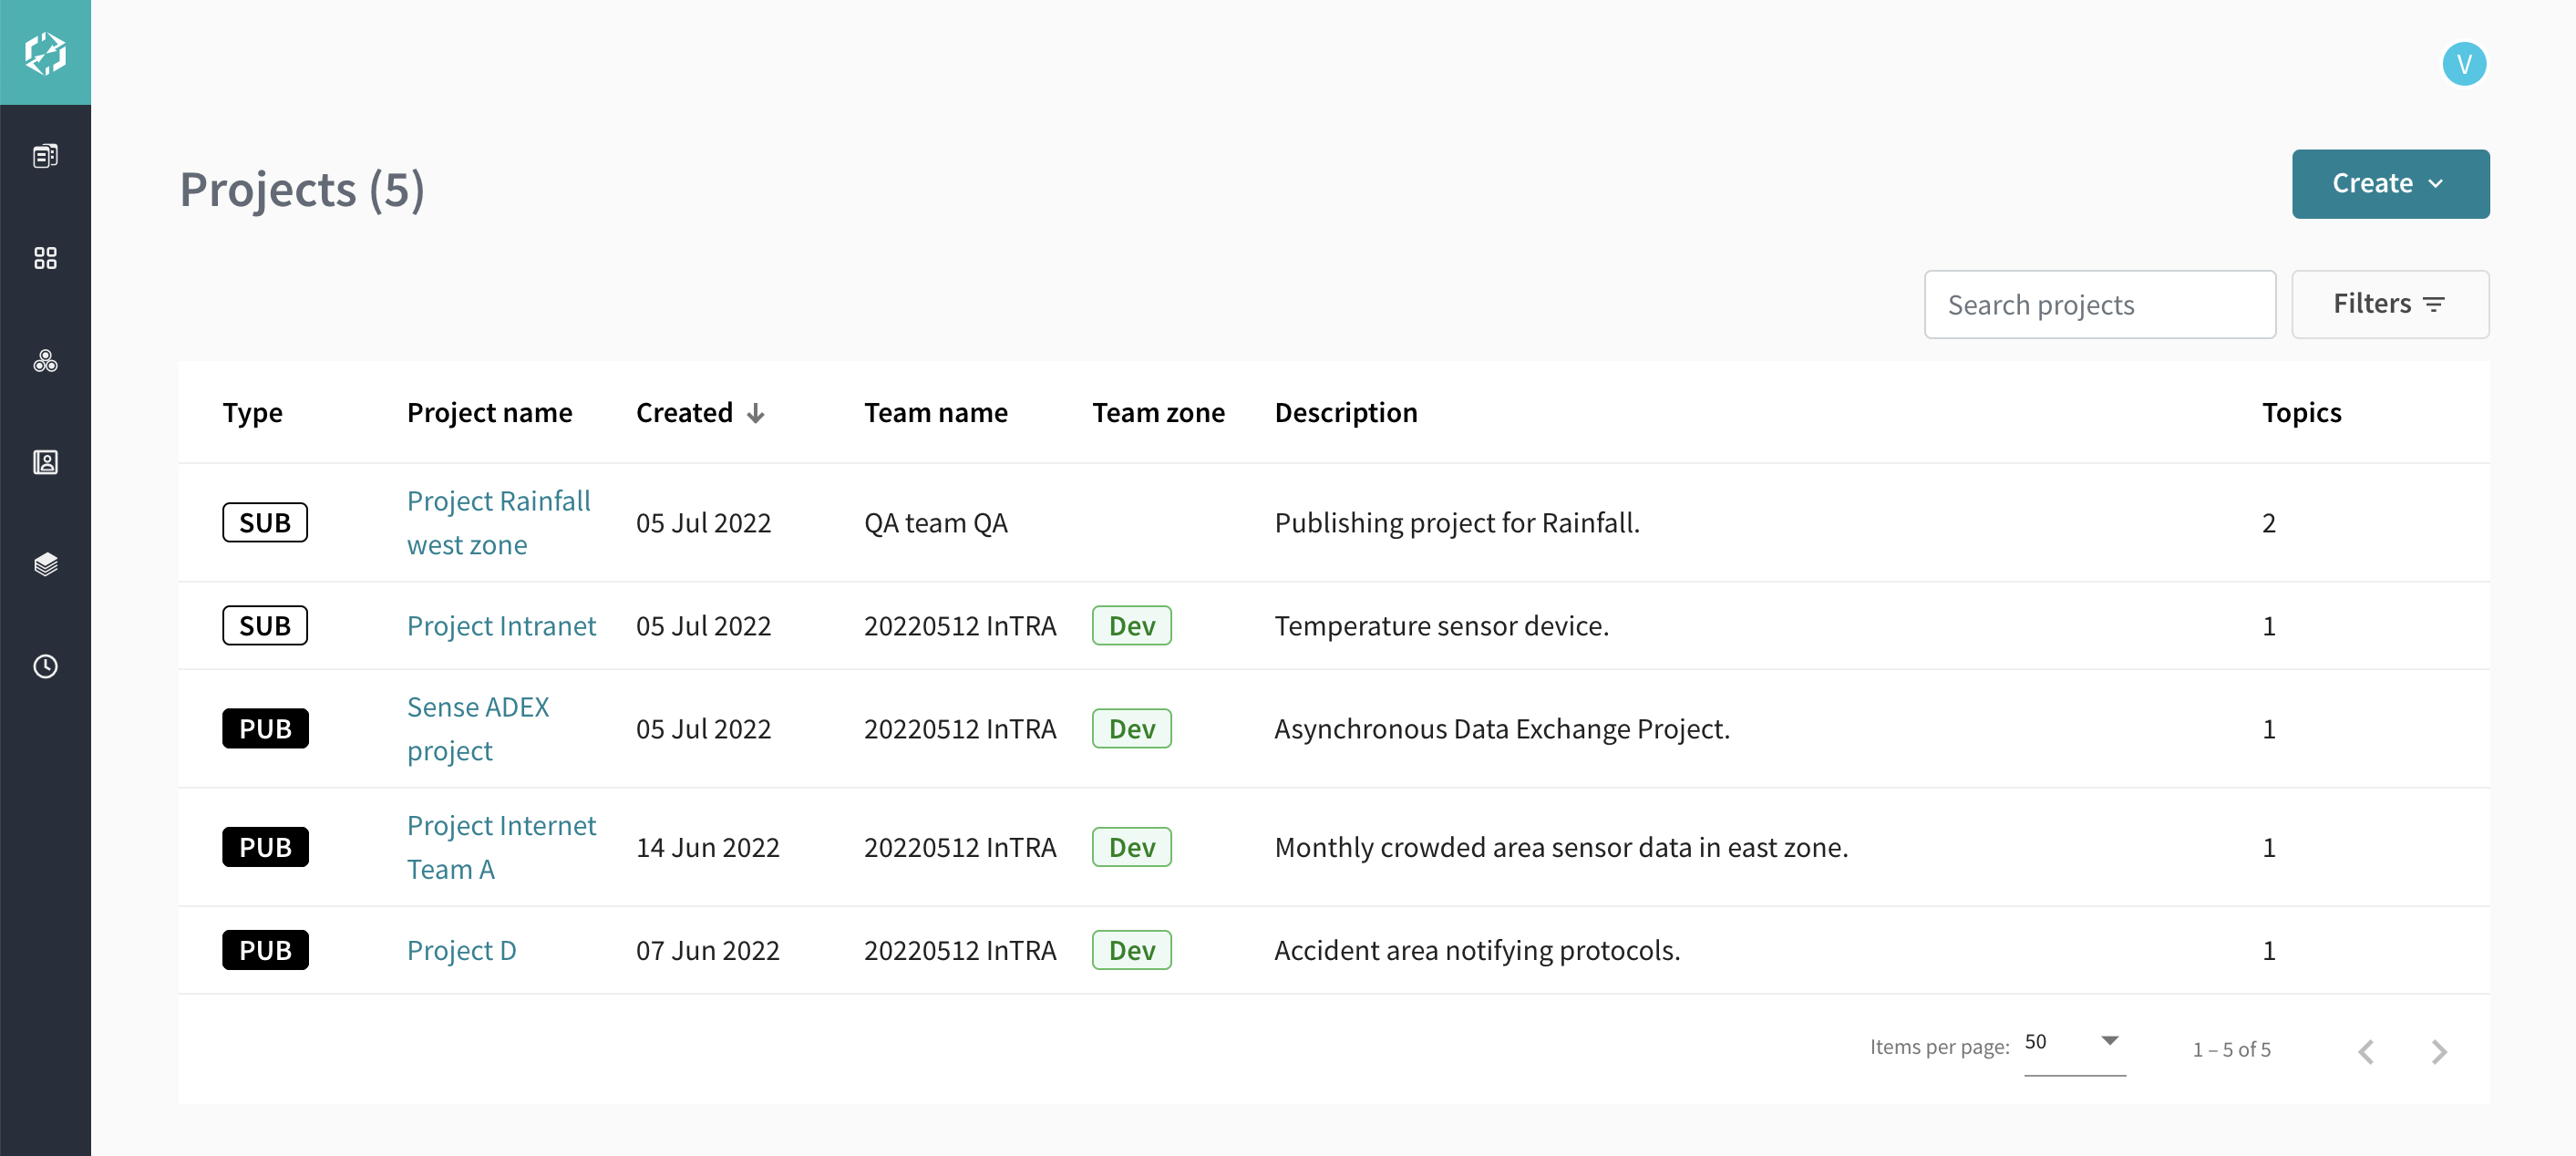 V
Projects (5)
Create
Search projects
Filters
Type Project name Created Team name Team zone Description Topics
SUB Project Rainfall west zone 05 Jul 2022 QA team QA Publishing project for Rainfall. 2
SUB Project Intranet 05 Jul 2022 20220512 InTRA Dev Temperature sensor device. 1
PUB Sense ADEX project 05 Jul 2022 20220512 InTRA Dev Asynchronous Data Exchange Project. 1
PUB Project Internet Team A 14 Jun 2022 20220512 InTRA Dev Monthly crowded area sensor data in east zone. 1
PUB Project D 07 Jun 2022 20220512 InTRA Dev Accident area notifying protocols. 1
Items per page: 50 1 – 5 of 5